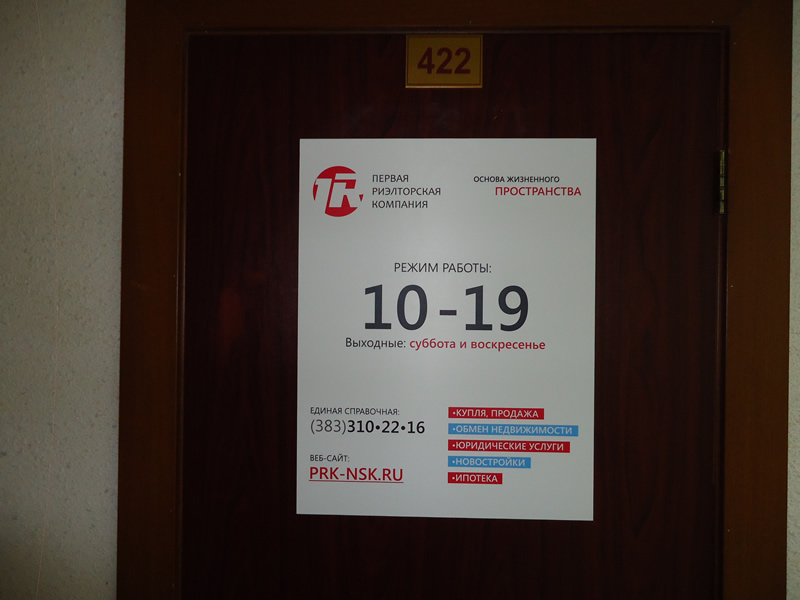 422
1R
ПЕРВАЯ
РИЭЛТОРСКАЯ
КОМПАНИЯ
ОСНОВА ЖИЗНЕННОГО
ПРОСТРАНСТВА
РЕЖИМ РАБОТЫ:
10-19
Выходные: суббота и воскресенье
ЕДИНАЯ СПРАВОЧНАЯ:
(383)310•22•16
ВЕБ-САЙТ:
PRK-NSK.RU
•КУПЛЯ, ПРОДАЖА
•ОБМЕН НЕДВИЖИМОСТИ
•ЮРИДИЧЕСКИЕ УСЛУГИ
•НОВОСТРОЙКИ
•ИПОТЕКА